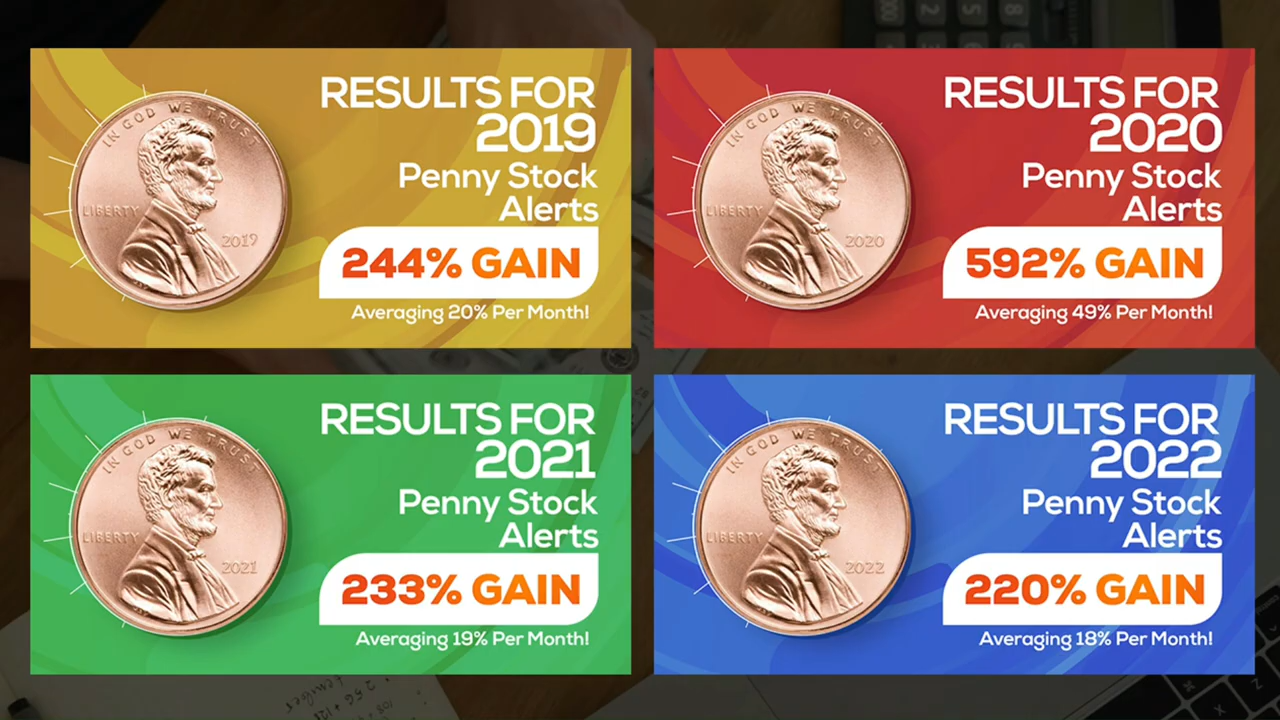 RESULTS FOR
2019
Penny Stock
Alerts
244% GAIN
Averaging 20% Per Month!
IN GOD WE TRUST
LIBERTY
2019
RESULTS FOR
2020
Penny Stock
Alerts
592% GAIN
Averaging 49% Per Month!
IN GOD WE TRUST
LIBERTY
2020
RESULTS FOR
2021
Penny Stock
Alerts
233% GAIN
Averaging 19% Per Month!
IN GOD WE TRUST
LIBERTY
2021
RESULTS FOR
2022
Penny Stock
Alerts
220% GAIN
Averaging 18% Per Month!
IN GOD WE TRUST
LIBERTY
2022